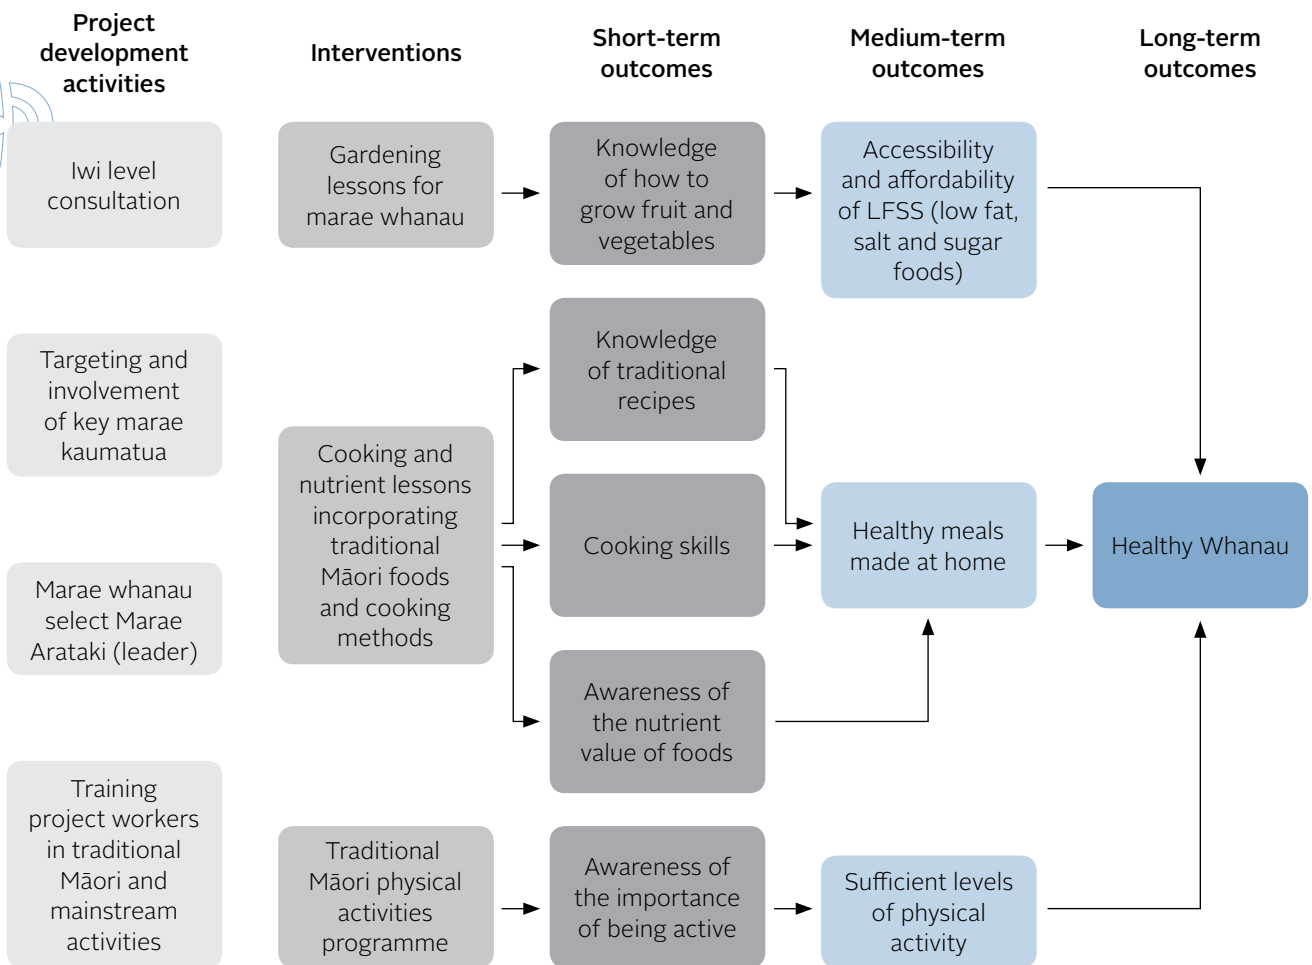 Project
development
activities
Interventions
Short-term
outcomes
Medium-term
outcomes
Long-term
outcomes
Iwi level
consultation
Targeting and
involvement
of key marae
kaumatua
Marae whanau
select Marae
Arataki (leader)
Training
project workers
in traditional
Māori and
mainstream
activities
Gardening
lessons for
marae whanau
Cooking and
nutrient lessons
incorporating
traditional
Māori foods
and cooking
methods
Traditional
Māori physical
activities
programme
Knowledge
of how to
grow fruit and
vegetables
Knowledge
of traditional
recipes
Cooking skills
Awareness of
the nutrient
value of foods
Awareness of
the importance
of being active
Accessibility
and affordability
of LFSS (low fat,
salt and sugar
foods)
Healthy meals
made at home
Sufficient levels
of physical
activity
Healthy Whanau